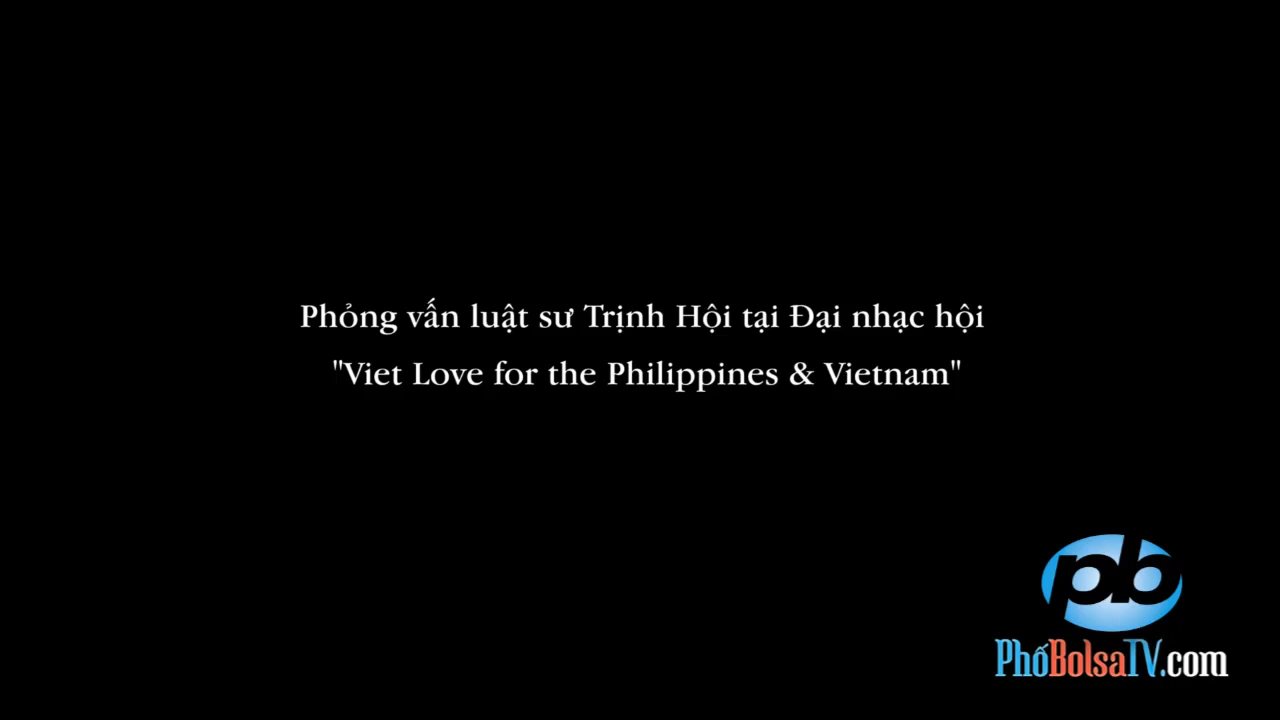 Phỏng vấn luật sư Trịnh Hội tại Đại nhạc hội
"Viet Love for the Philippines & Vietnam"
pb
PhốBolsaTV.com